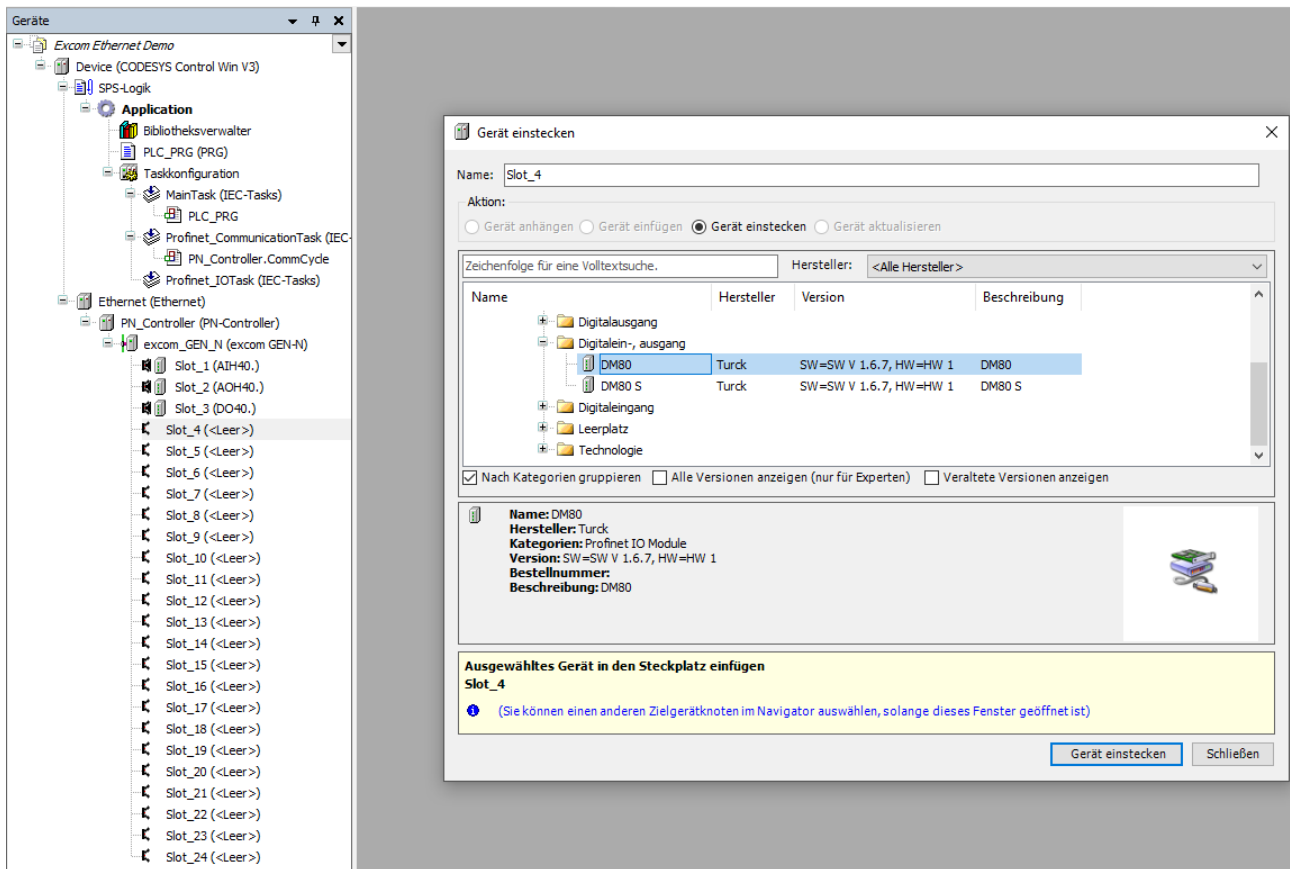 Geräte
Excom Ethernet Demo
Device (CODESYS Control Win V3)
SPS-Logik
Application
Bibliotheksverwalter
PLC_PRG (PRG)
Taskkonfiguration
MainTask (IEC-Tasks)
PLC_PRG
Profinet_CommunicationTask (IEC-
PN_Controller.CommCycle
Profinet_IOTask (IEC-Tasks)
Ethernet (Ethernet)
PN_Controller (PN-Controller)
excom_GEN_N (excom GEN-N)
Slot_1 (AIH40.)
Slot_2 (AOH40.)
Slot_3 (DO40.)
Slot_4 (<Leer>)
Slot_5 (<Leer>)
Slot_6 (<Leer>)
Slot_7 (<Leer>)
Slot_8 (<Leer>)
Slot_9 (<Leer>)
Slot_10 (<Leer>)
Slot_11 (<Leer>)
Slot_12 (<Leer>)
Slot_13 (<Leer>)
Slot_14 (<Leer>)
Slot_15 (<Leer>)
Slot_16 (<Leer>)
Slot_17 (<Leer>)
Slot_18 (<Leer>)
Slot_19 (<Leer>)
Slot_20 (<Leer>)
Slot_21 (<Leer>)
Slot_22 (<Leer>)
Slot_23 (<Leer>)
Slot_24 (<Leer>)
Gerät einstecken
Name: Slot_4
Aktion:
Gerät anhängen Gerät einfügen Gerät einstecken Gerät aktualisieren
Zeichenfolge für eine Volltextsuche. Hersteller: <Alle Hersteller>
Name Hersteller Version Beschreibung
Digitalausgang
Digitalein-, ausgang
DM80 Turck SW=SW V 1.6.7, HW=HW 1 DM80
DM80 S Turck SW=SW V 1.6.7, HW=HW 1 DM80 S
Digitaleingang
Leerplatz
Technologie
Nach Kategorien gruppieren Alle Versionen anzeigen (nur für Experten) Veraltete Versionen anzeigen
Name: DM80
Hersteller: Turck
Kategorien: Profinet IO Module
Version: SW=SW V 1.6.7, HW=HW 1
Bestellnummer:
Beschreibung: DM80
Ausgewähltes Gerät in den Steckplatz einfügen
Slot_4
(Sie können einen anderen Zielgerätknoten im Navigator auswählen, solange dieses Fenster geöffnet ist)
Gerät einstecken Schließen